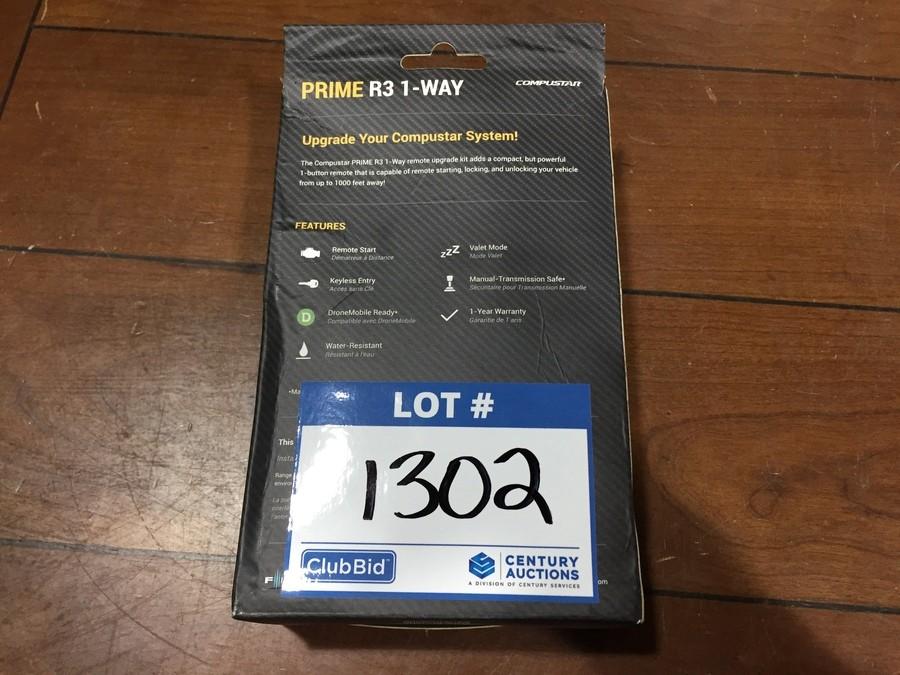 PRIME R3 1-WAY
COMPUSTAR
Upgrade Your Compustar System!
The Compustar PRIME R3 1-Way remote upgrade kit adds a compact, but powerful
1-button remote that is capable of remote starting, locking, and unlocking your vehicle
from up to 1000 feet away!
FEATURES
Remote Start
Démarreur à Distance
Keyless Entry
Accès sans Clé
D
DroneMobile Ready*
Compatible avec DroneMobile
Water-Resistant
Résistant à l'eau
zzZ
Valet Mode
Mode Valet
Manual-Transmission Safe*
Sécuritaire pour Transmission Manuelle
1-Year Warranty
Garantie de 1 ans
This
Range
LOT #
1302
ClubBid™
CENTURY
AUCTIONS
A DIVISION OF CENTURY SERVICES